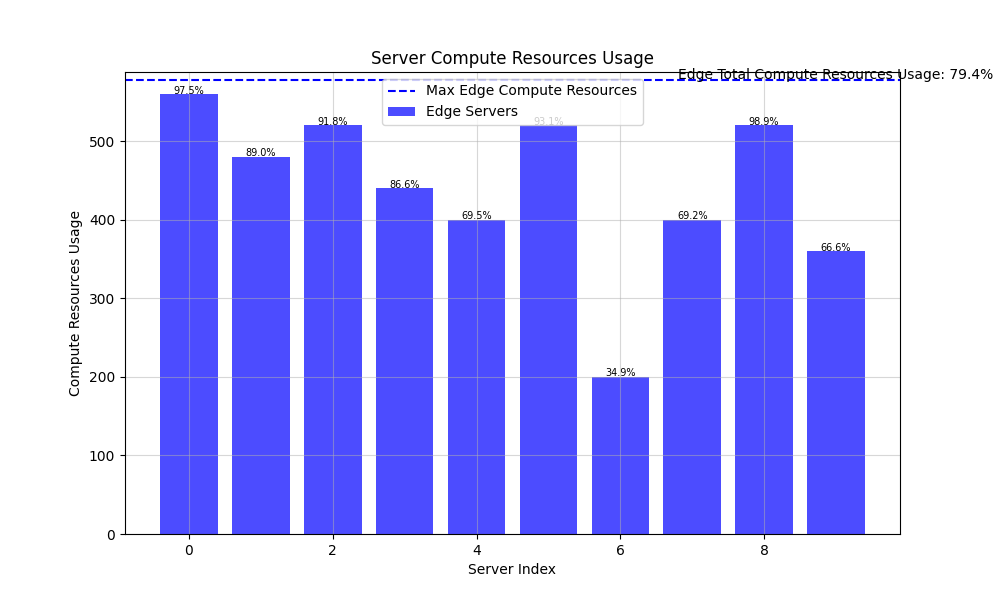 Server Compute Resources Usage
Edge Total Compute Resources Usage: 79.4%
Max Edge Compute Resources
Edge Servers
97.5%
89.0%
91.8%
86.6%
69.5%
93.1%
34.9%
69.2%
98.9%
66.6%
Compute Resources Usage
500
400
300
200
100
0
0 2 4 6 8
Server Index